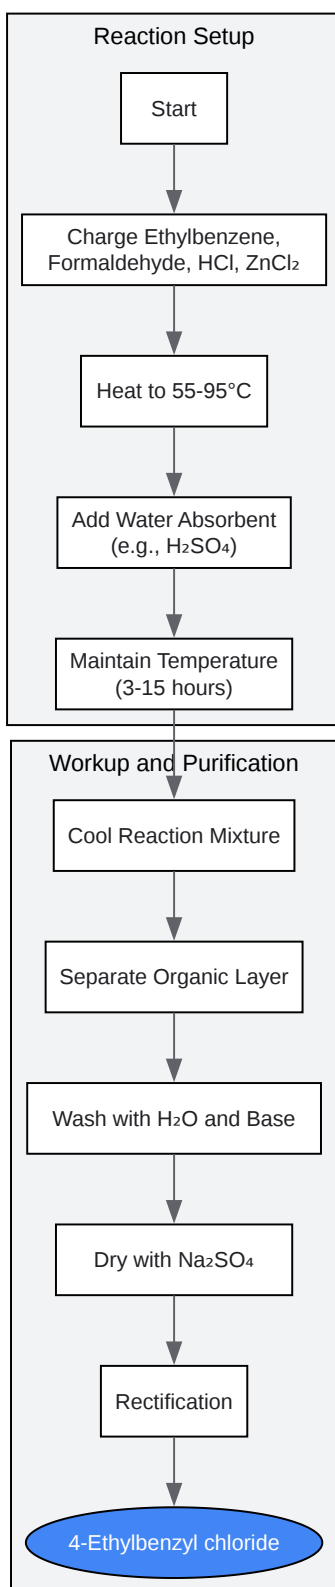 Reaction Setup
Start
Charge Ethylbenzene,
Formaldehyde, HCl, ZnCl₂
Heat to 55-95°C
Add Water Absorbent
(e.g., H₂SO₄)
Maintain Temperature
(3-15 hours)
Workup and Purification
Cool Reaction Mixture
Separate Organic Layer
Wash with H₂O and Base
Dry with Na₂SO₄
Rectification
4-Ethylbenzyl chloride